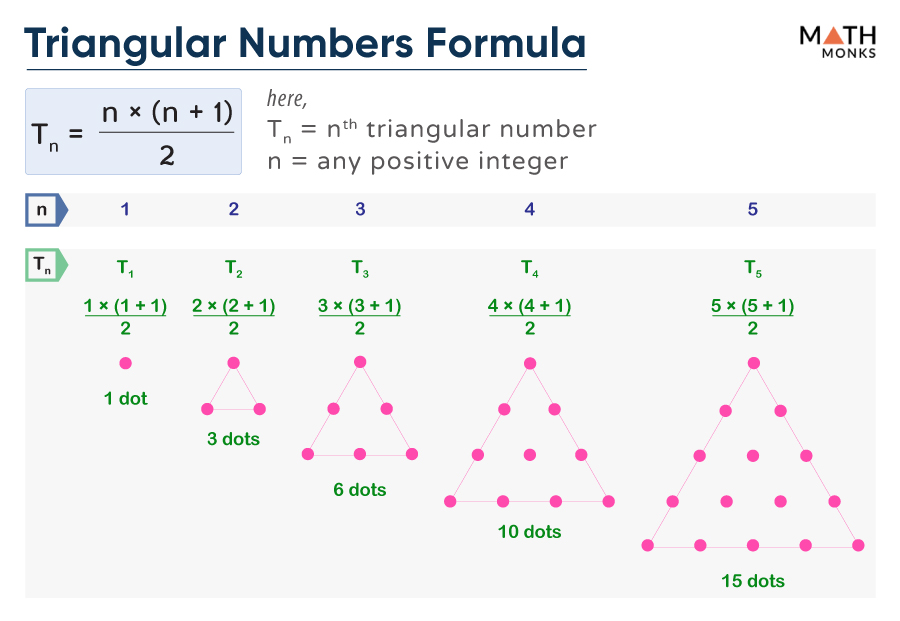 Triangular Numbers Formula
MATH
MONKS
Tn = n × (n + 1) / 2
here,
Tn = nth triangular number
n = any positive integer
n 1 2 3 4 5
Tn T1 T2 T3 T4 T5
1 × (1 + 1) 2 × (2 + 1) 3 × (3 + 1) 4 × (4 + 1) 5 × (5 + 1)
2 2 2 2 2
1 dot
3 dots
6 dots
10 dots
15 dots